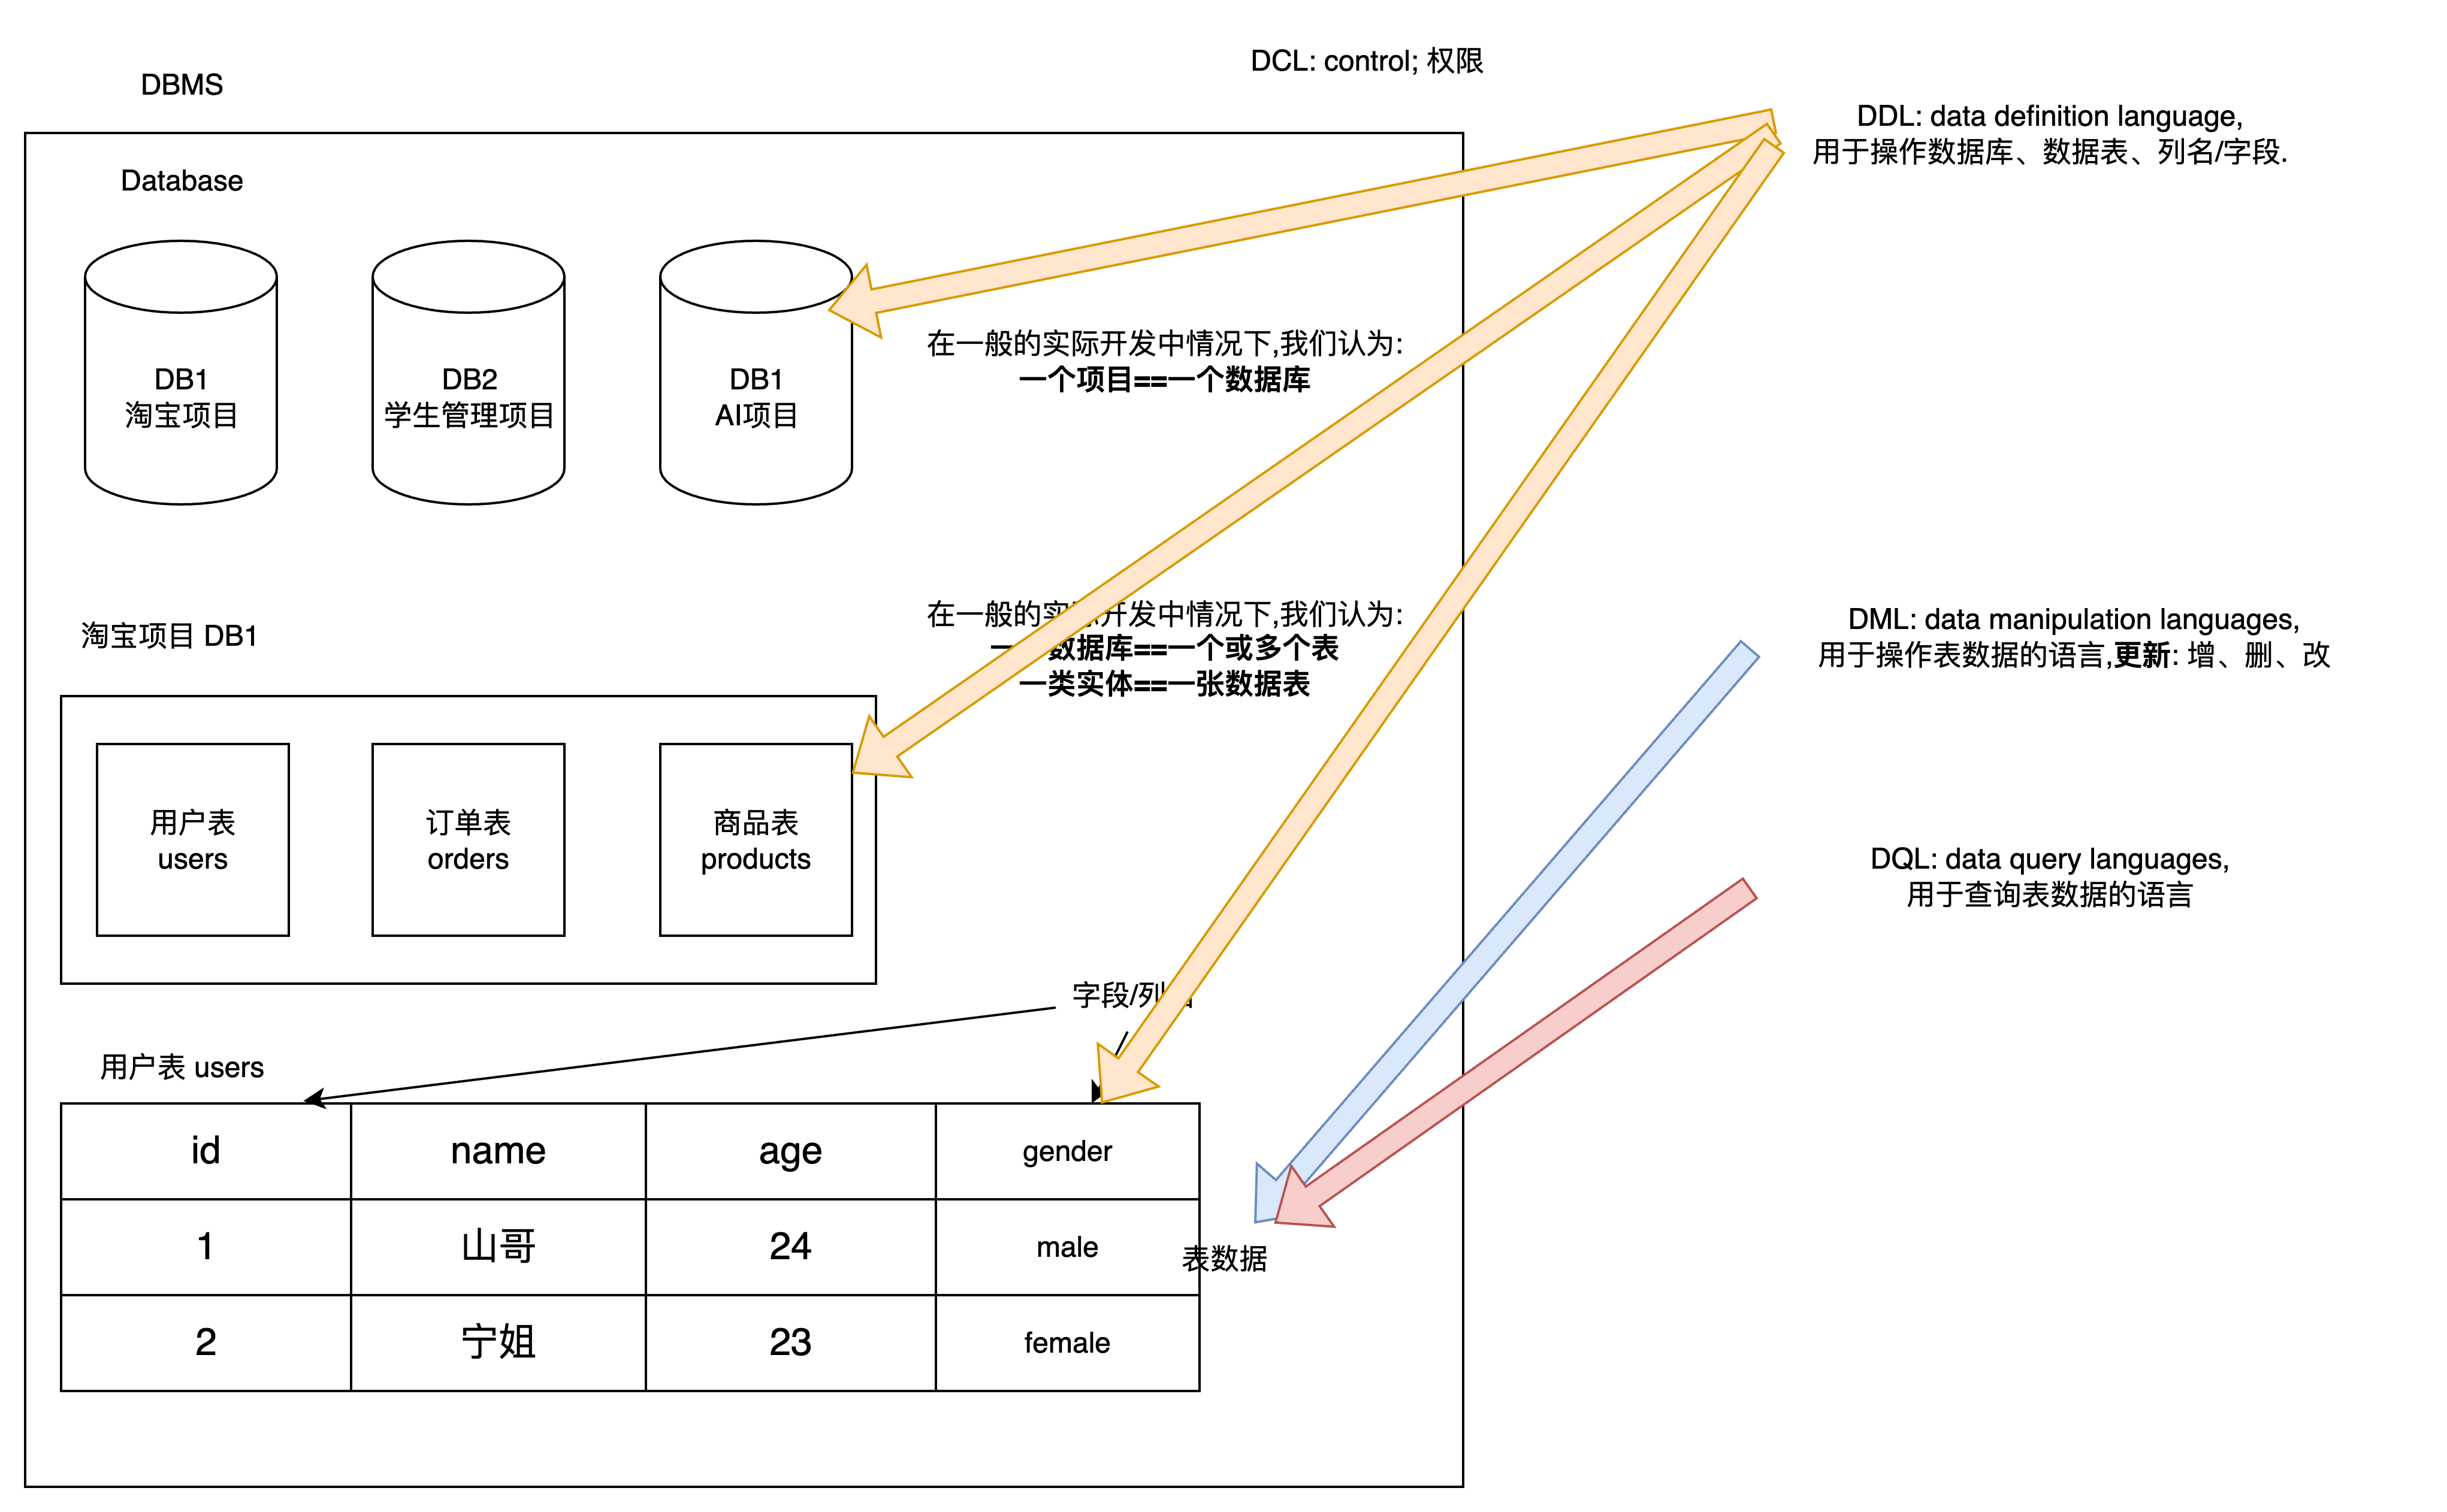 DCL: control; 权限
DBMS
DDL: data definition language,
用于操作数据库、数据表、列名/字段.
Database
DB1
淘宝项目
DB2
学生管理项目
DB1
AI项目
在一般的实际开发中情况下,我们认为:
一个项目==一个数据库
淘宝项目 DB1
在一般的实际开发中情况下,我们认为:
一 数据库==一个或多个表
一类实体==一张数据表
DML: data manipulation languages,
用于操作表数据的语言,更新: 增、删、改
用户表
users
订单表
orders
商品表
products
DQL: data query languages,
用于查询表数据的语言
字段/列
用户表 users
id name age gender
1 山哥 24 male
2 宁姐 23 female
表数据